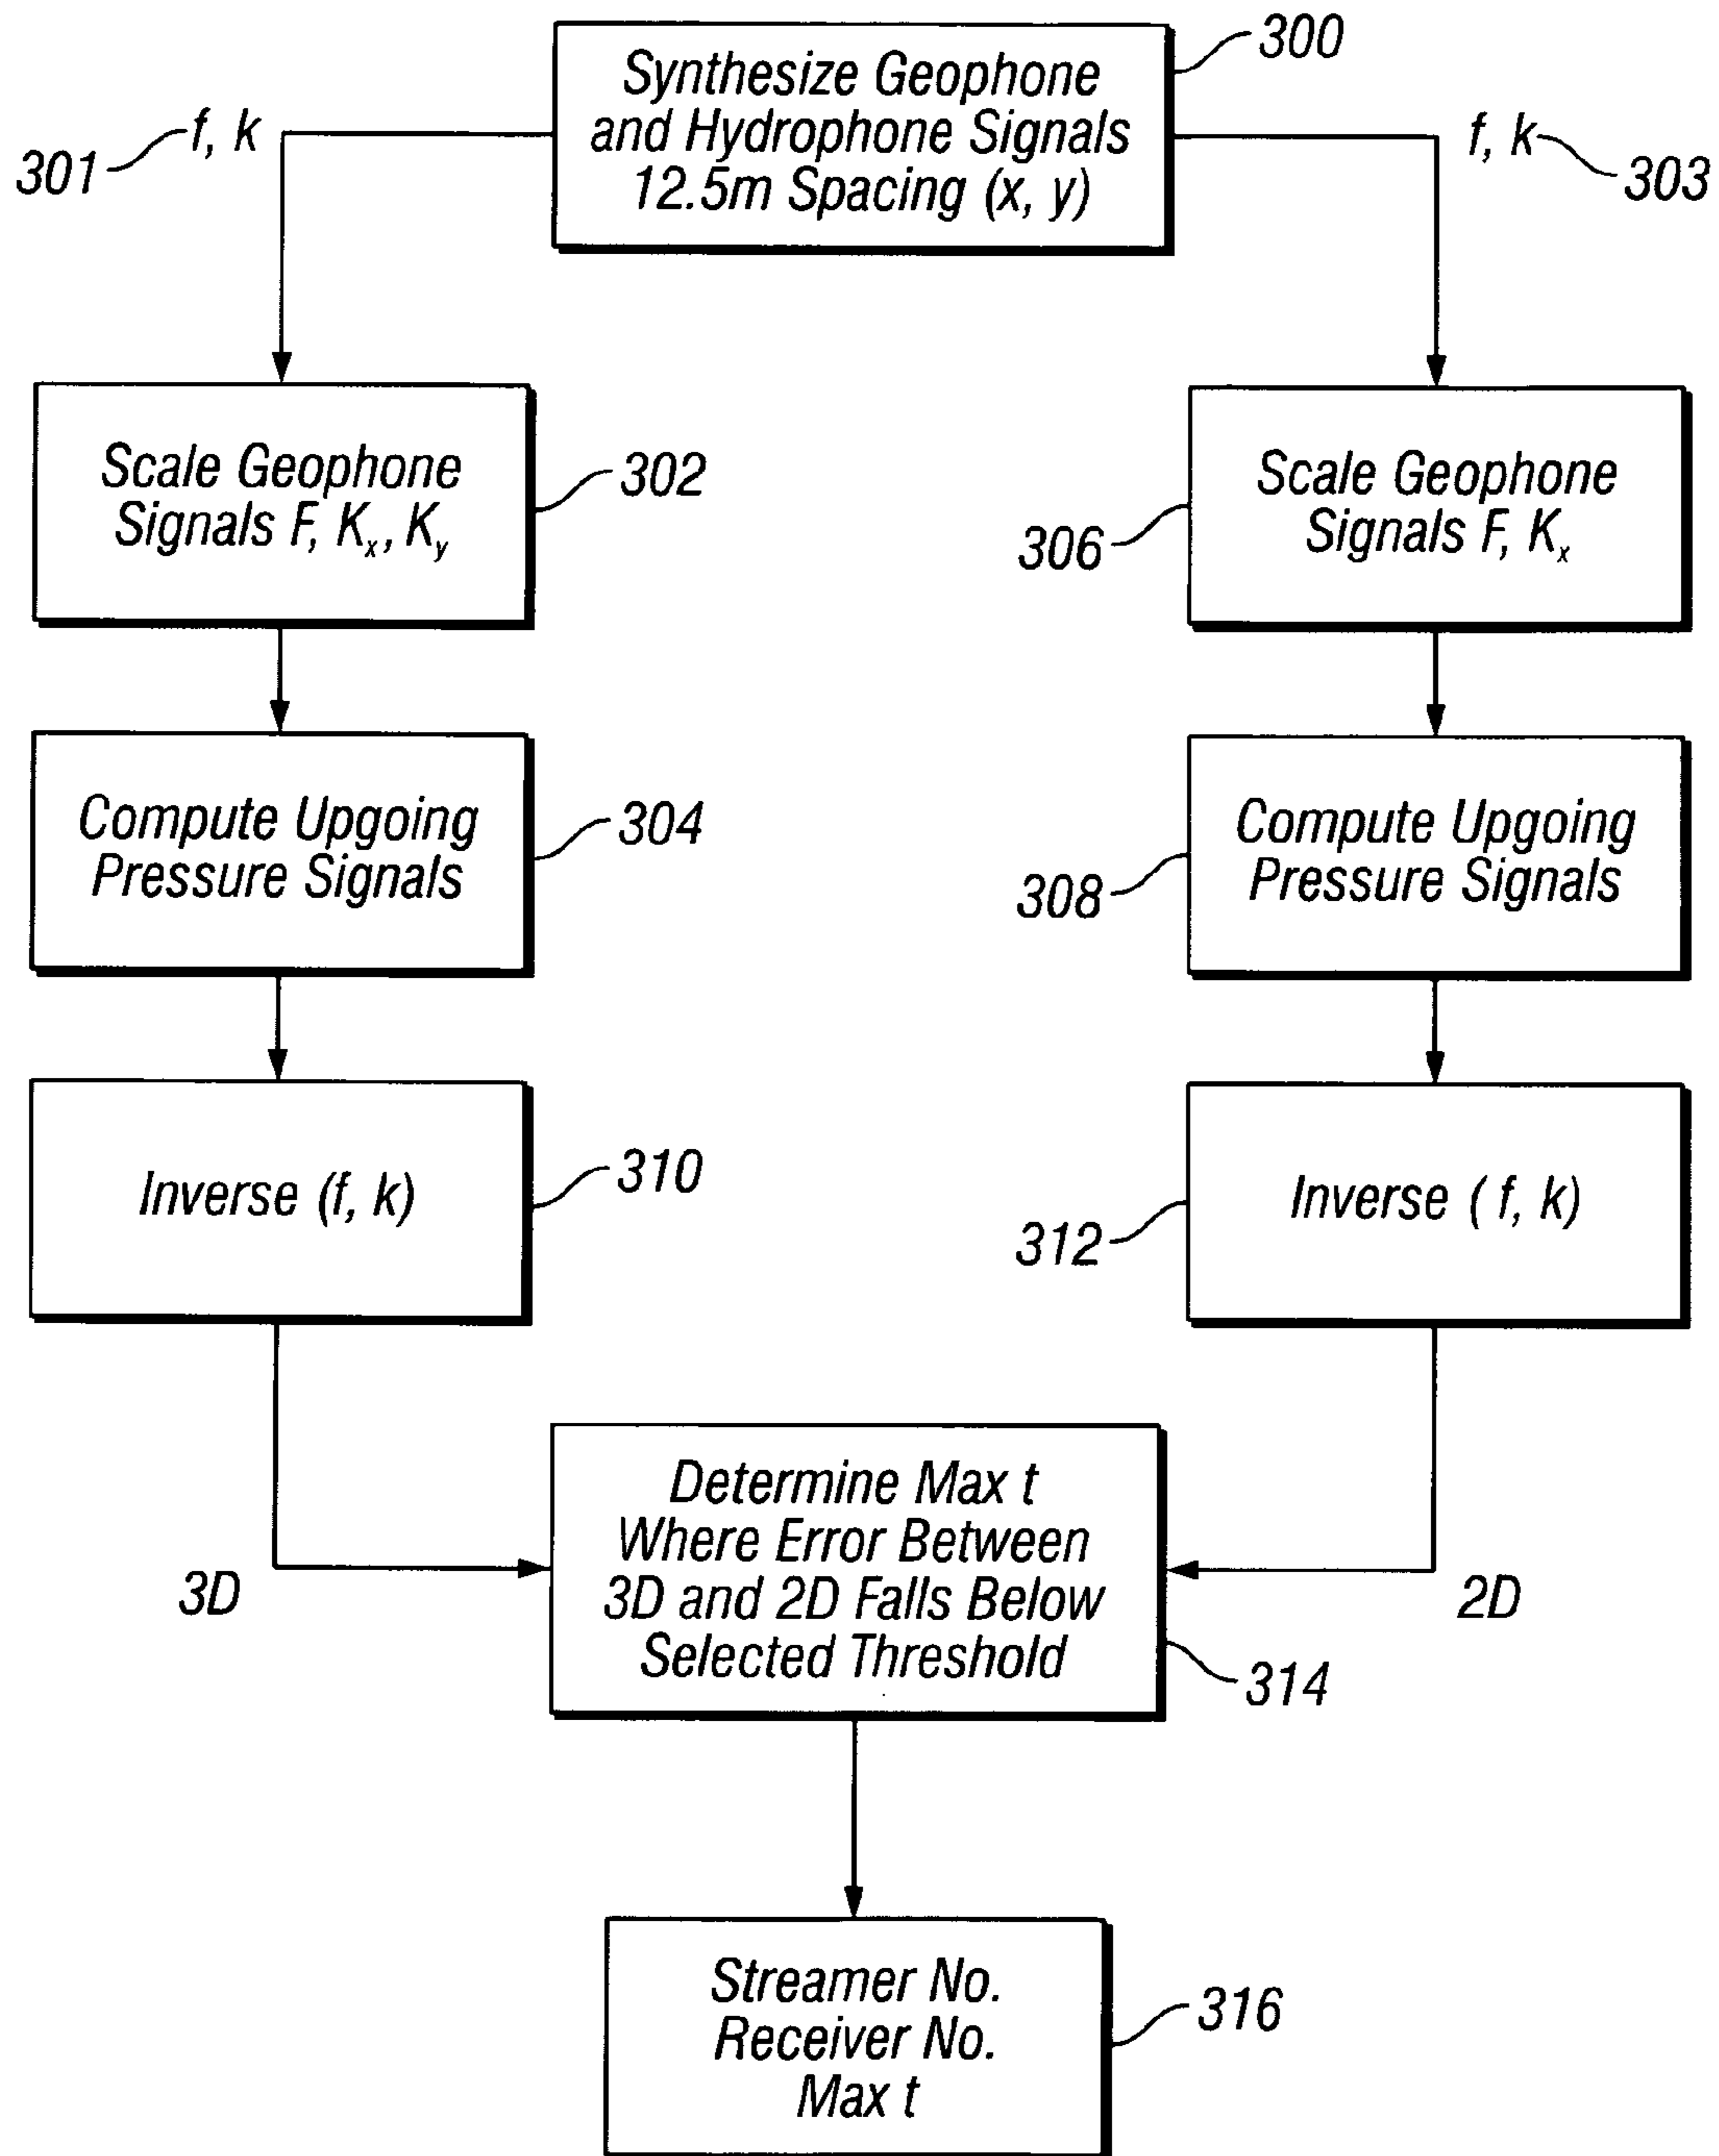 Synthesize Geophone
and Hydrophone Signals
12.5m Spacing (x, y)
300
f, k
301
f, k
303
Scale Geophone
Signals F, Kx, Ky
302
Scale Geophone
Signals F, Kx
306
Compute Upgoing
Pressure Signals
304
Compute Upgoing
Pressure Signals
308
Inverse (f, k)
310
Inverse ( f, k)
312
3D
Determine Max t
Where Error Between
3D and 2D Falls Below
Selected Threshold
2D
314
Streamer No.
Receiver No.
Max t
316